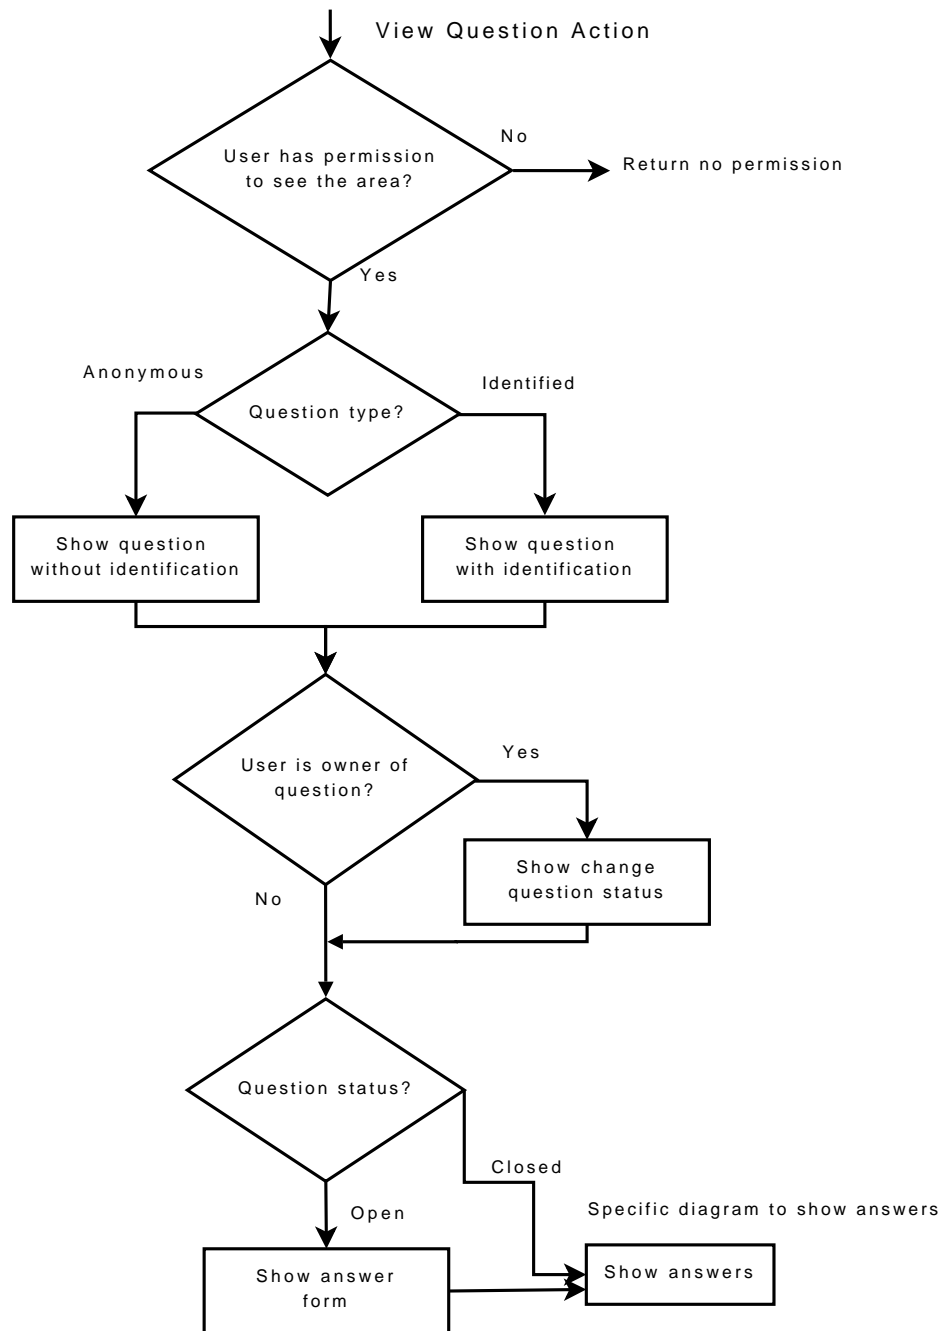 View Question Action
No
User has permission
to see the area?
Return no permission
Yes
Anonymous
Identified
Question type?
Show question
without identification
Show question
with identification
User is owner of
question?
Yes
Show change
question status
No
Question status?
Closed
Open
Specific diagram to show answers
Show answer
form
Show answers